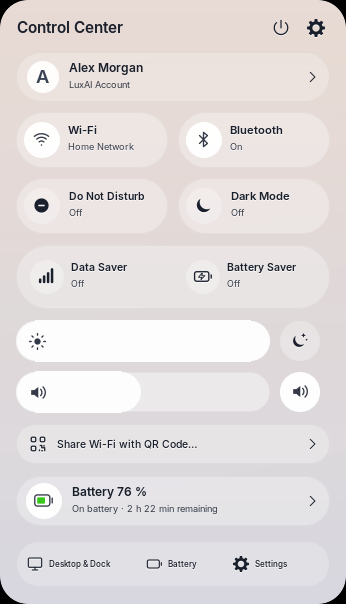 Control Center
A
Alex Morgan
LuxAI Account
Wi-Fi
Home Network
Bluetooth
On
Do Not Disturb
Off
Dark Mode
Off
Data Saver
Off
Battery Saver
Off
Share Wi-Fi with QR Code...
Battery 76 %
On battery · 2 h 22 min remaining
Desktop & Dock
Battery
Settings